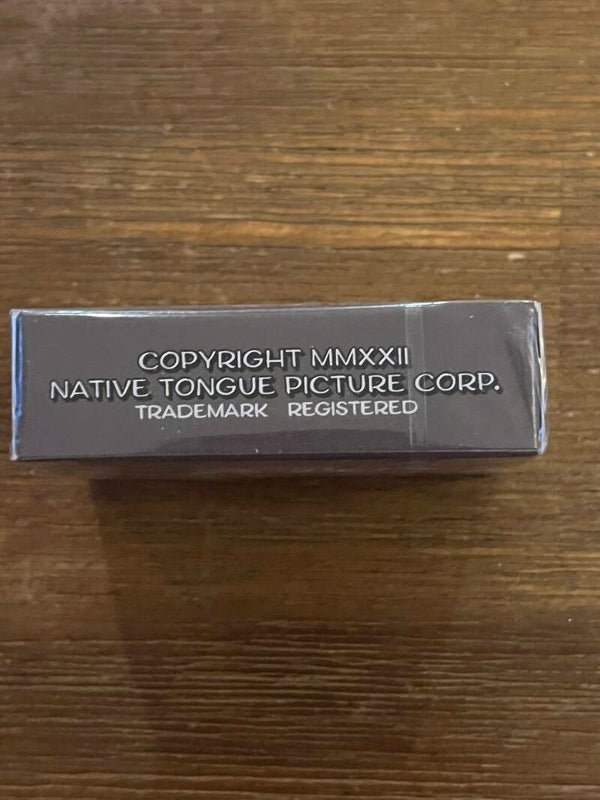 COPYRIGHT MMXXII
NATIVE TONGUE PICTURE CORP.
TRADEMARK REGISTERED